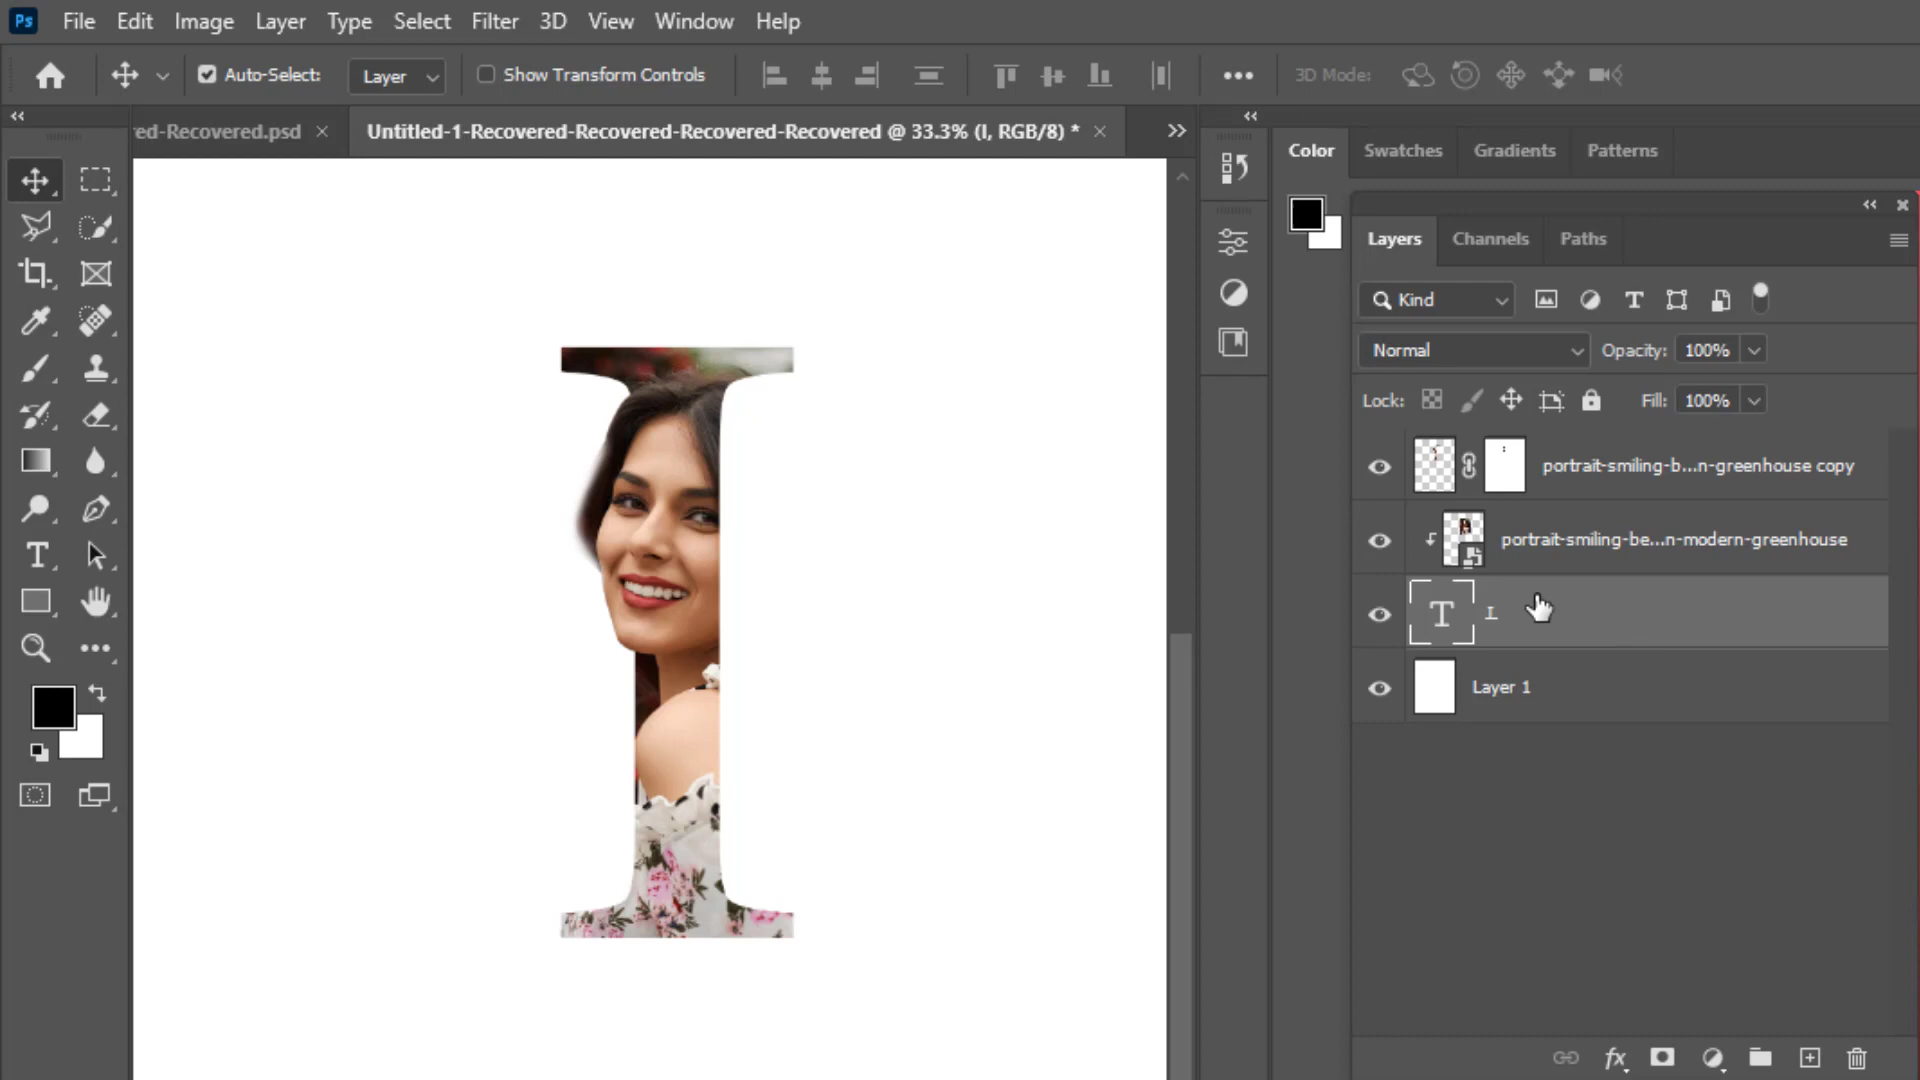 Ps File Edit Image Layer Type Select Filter 3D View Window Help
Auto-Select: Layer Show Transform Controls 3D Mode:
ed-Recovered.psd Untitled-1-Recovered-Recovered-Recovered-Recovered @ 33.3% (I, RGB/8) *
Color Swatches Gradients Patterns
Layers Channels Paths
Kind
Normal Opacity: 100%
Lock: Fill: 100%
portrait-smiling-b...n-greenhouse copy
portrait-smiling-be...n-modern-greenhouse
T I
Layer 1
fx